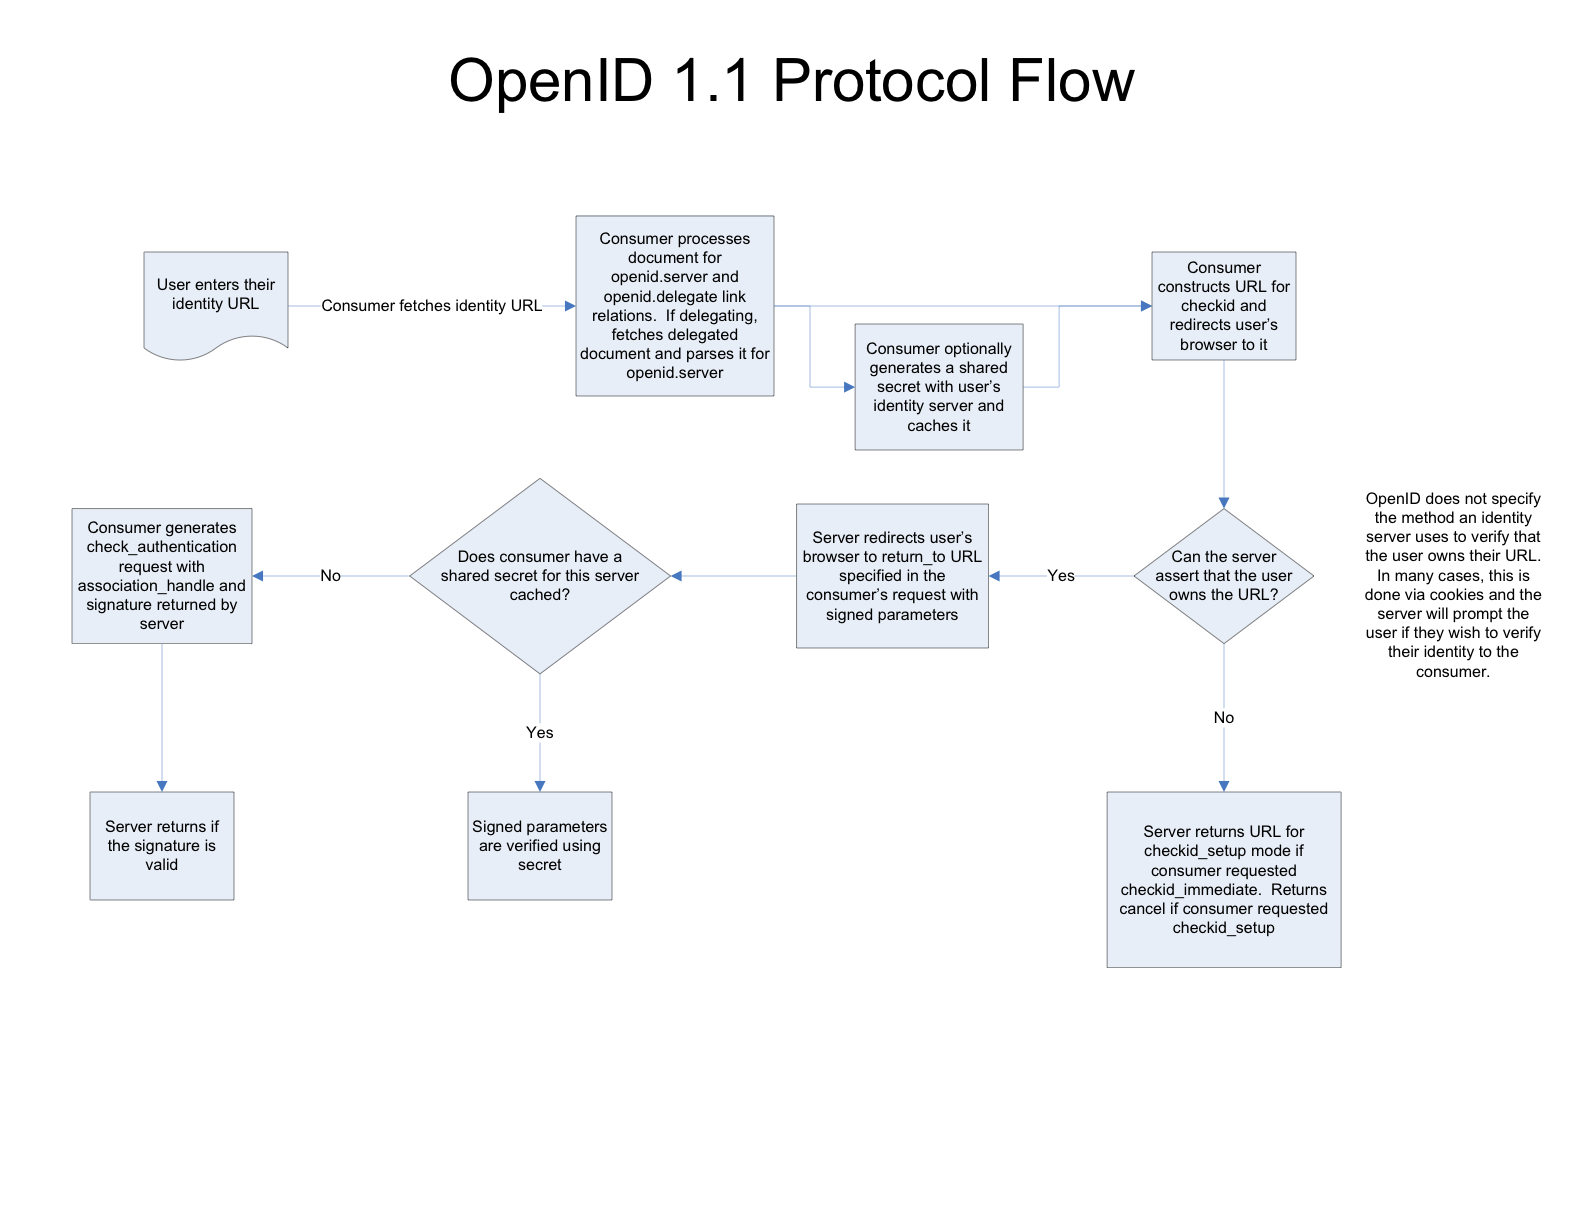 OpenID 1.1 Protocol Flow
User enters their
identity URL
Consumer fetches identity URL
Consumer processes
document for
openid.server and
openid.delegate link
relations.  If delegating,
fetches delegated
document and parses it for
openid.server
Consumer optionally
generates a shared
secret with user’s
identity server and
caches it
Consumer
constructs URL for
checkid and
redirects user’s
browser to it
Can the server
assert that the user
owns the URL?
OpenID does not specify
the method an identity
server uses to verify that
the user owns their URL.
In many cases, this is
done via cookies and the
server will prompt the
user if they wish to verify
their identity to the
consumer.
Yes
Server redirects user’s
browser to return_to URL
specified in the
consumer’s request with
signed parameters
Does consumer have a
shared secret for this server
cached?
No
Consumer generates
check_authentication
request with
association_handle and
signature returned by
server
Yes
No
Server returns if
the signature is
valid
Signed parameters
are verified using
secret
Server returns URL for
checkid_setup mode if
consumer requested
checkid_immediate.  Returns
cancel if consumer requested
checkid_setup